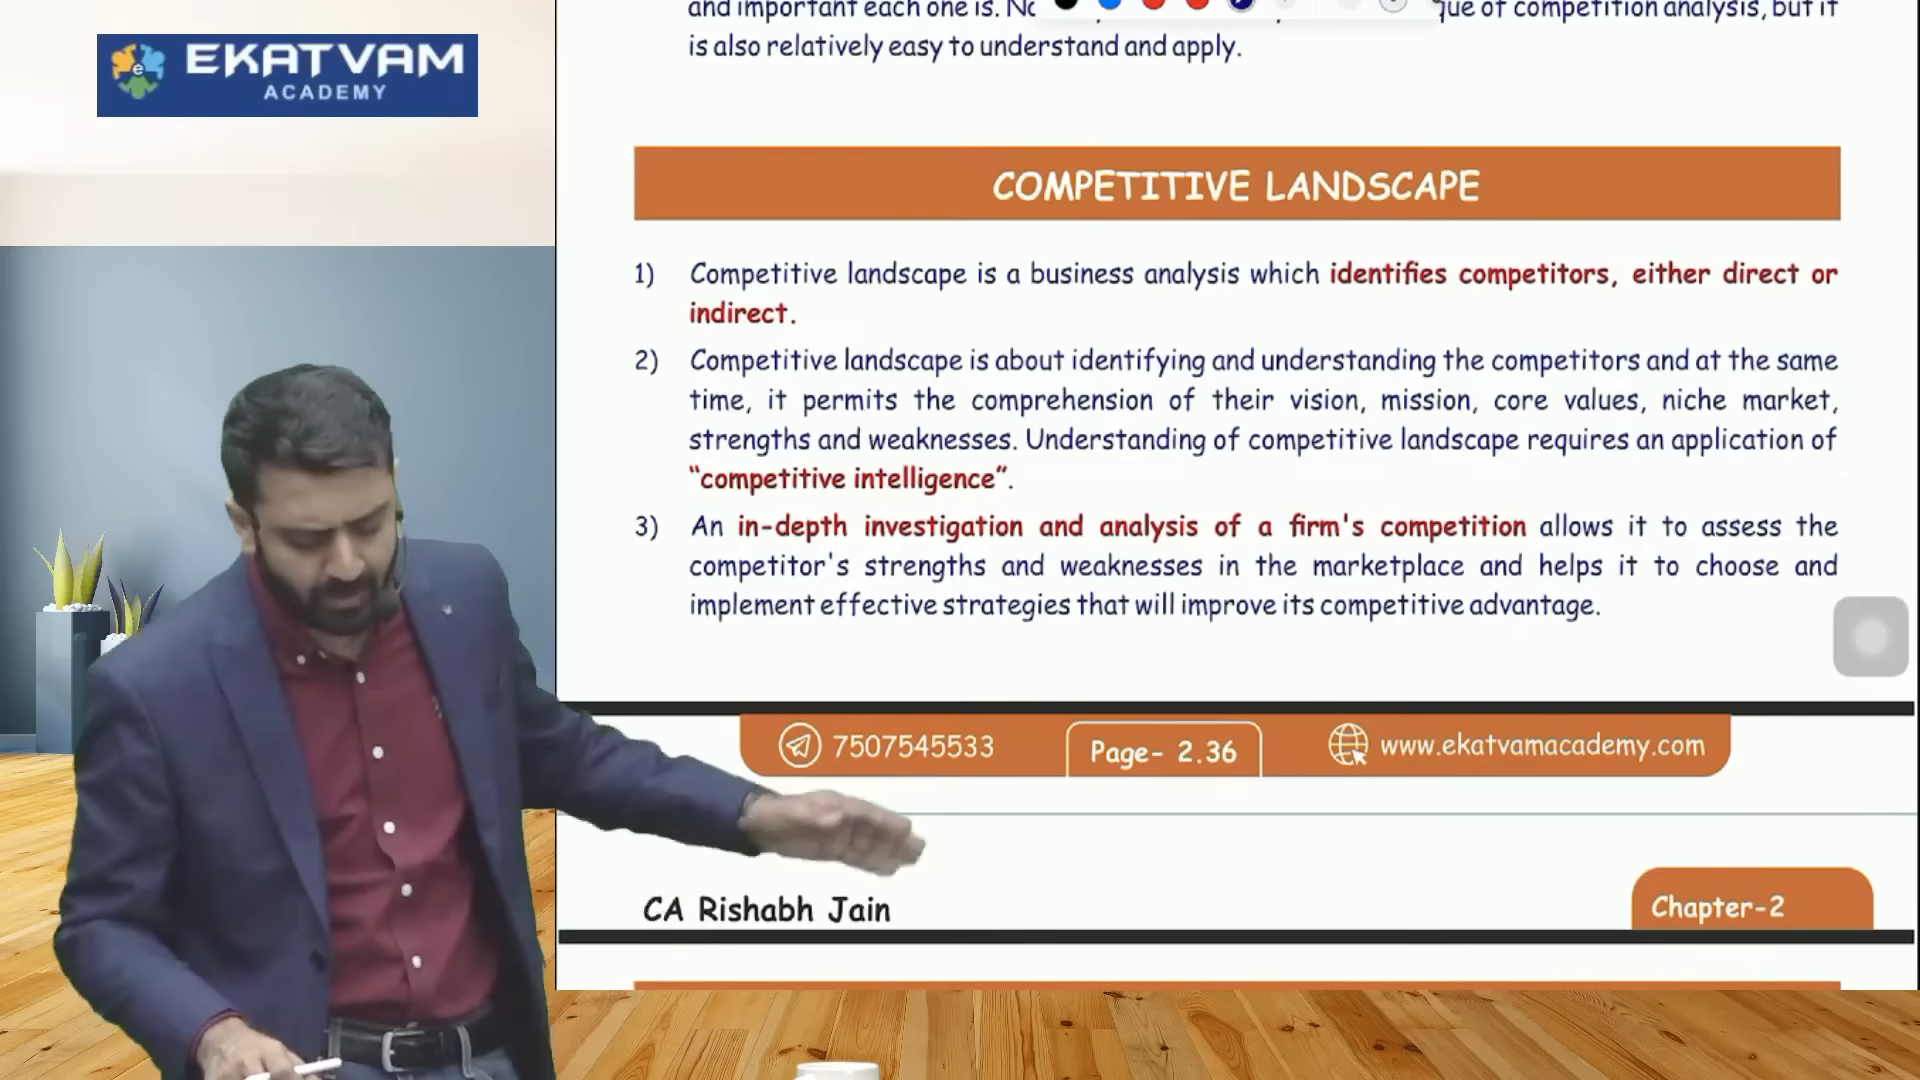 EKATVAM
ACADEMY
and important each one is.
que of competition analysis, but it
is also relatively easy to understand and apply.
COMPETITIVE LANDSCAPE
1) Competitive landscape is a business analysis which identifies competitors, either direct or
indirect.
2) Competitive landscape is about identifying and understanding the competitors and at the same
time, it permits the comprehension of their vision, mission, core values, niche market,
strengths and weaknesses. Understanding of competitive landscape requires an application of
“competitive intelligence”.
3) An in-depth investigation and analysis of a firm's competition allows it to assess the
competitor's strengths and weaknesses in the marketplace and helps it to choose and
implement effective strategies that will improve its competitive advantage.
7507545533
Page- 2.36
www.ekatvamacademy.com
CA Rishabh Jain
Chapter-2